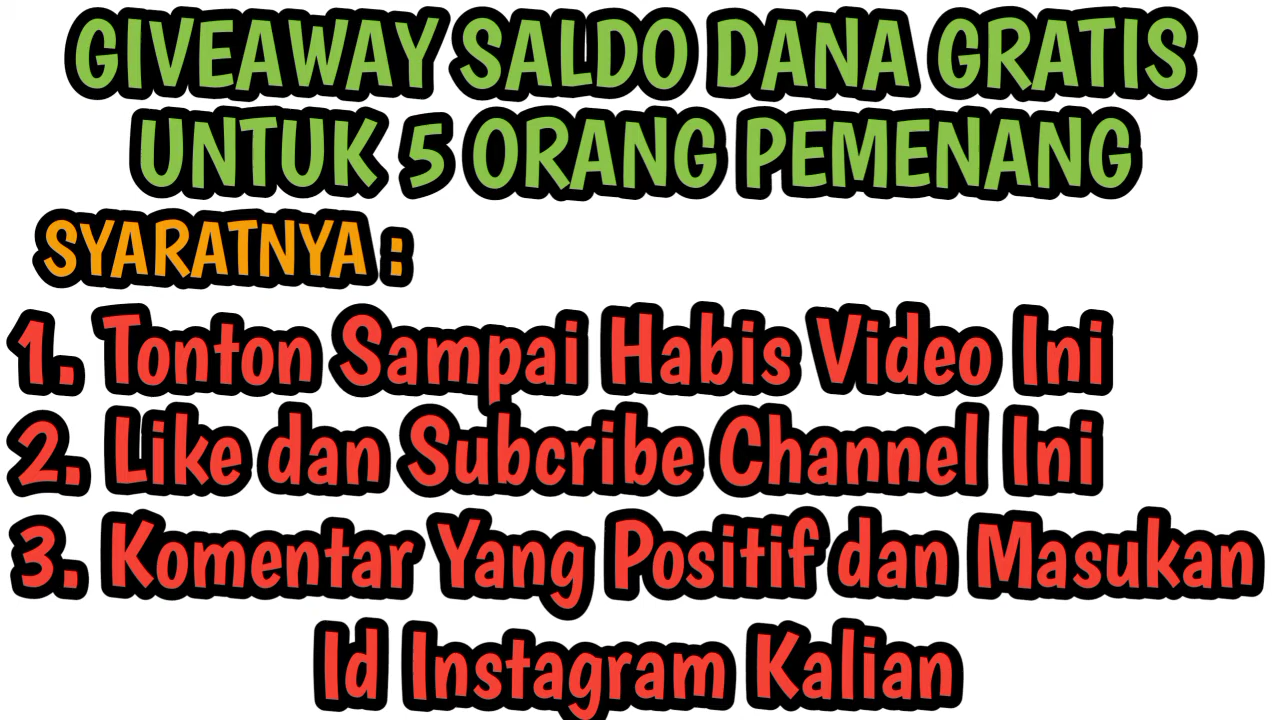 GIVEAWAY SALDO DANA GRATIS
UNTUK 5 ORANG PEMENANG
SYARATNYA :
1. Tonton Sampai Habis Video Ini
2. Like dan Subcribe Channel Ini
3. Komentar Yang Positif dan Masukan
Id Instagram Kalian